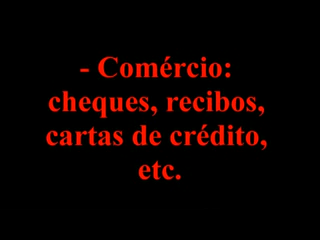 - Comércio:
cheques, recibos,
cartas de crédito,
etc.